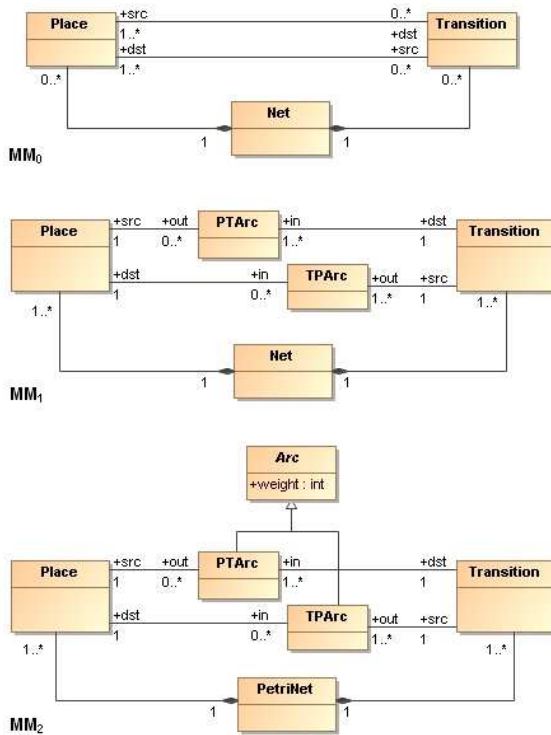 +src 0..*
Place Transition
1..* +dst
+dst +src
1..* 0..*
0..* 0..*
Net
1 1
MM0
+src +out PTArc +in +dst
Place Transition
1 0..* 1..* 1
+dst +in TPArc +out +src
1 0..* 1..* 1
1..* 1..*
Net
1 1
MM1
Arc
+weight : int
+src +out PTArc +in +dst
Place Transition
1 0..* 1..* 1
+dst +in TPArc +out +src
1 0..* 1..* 1
1..* 1..*
PetriNet
1 1
MM2